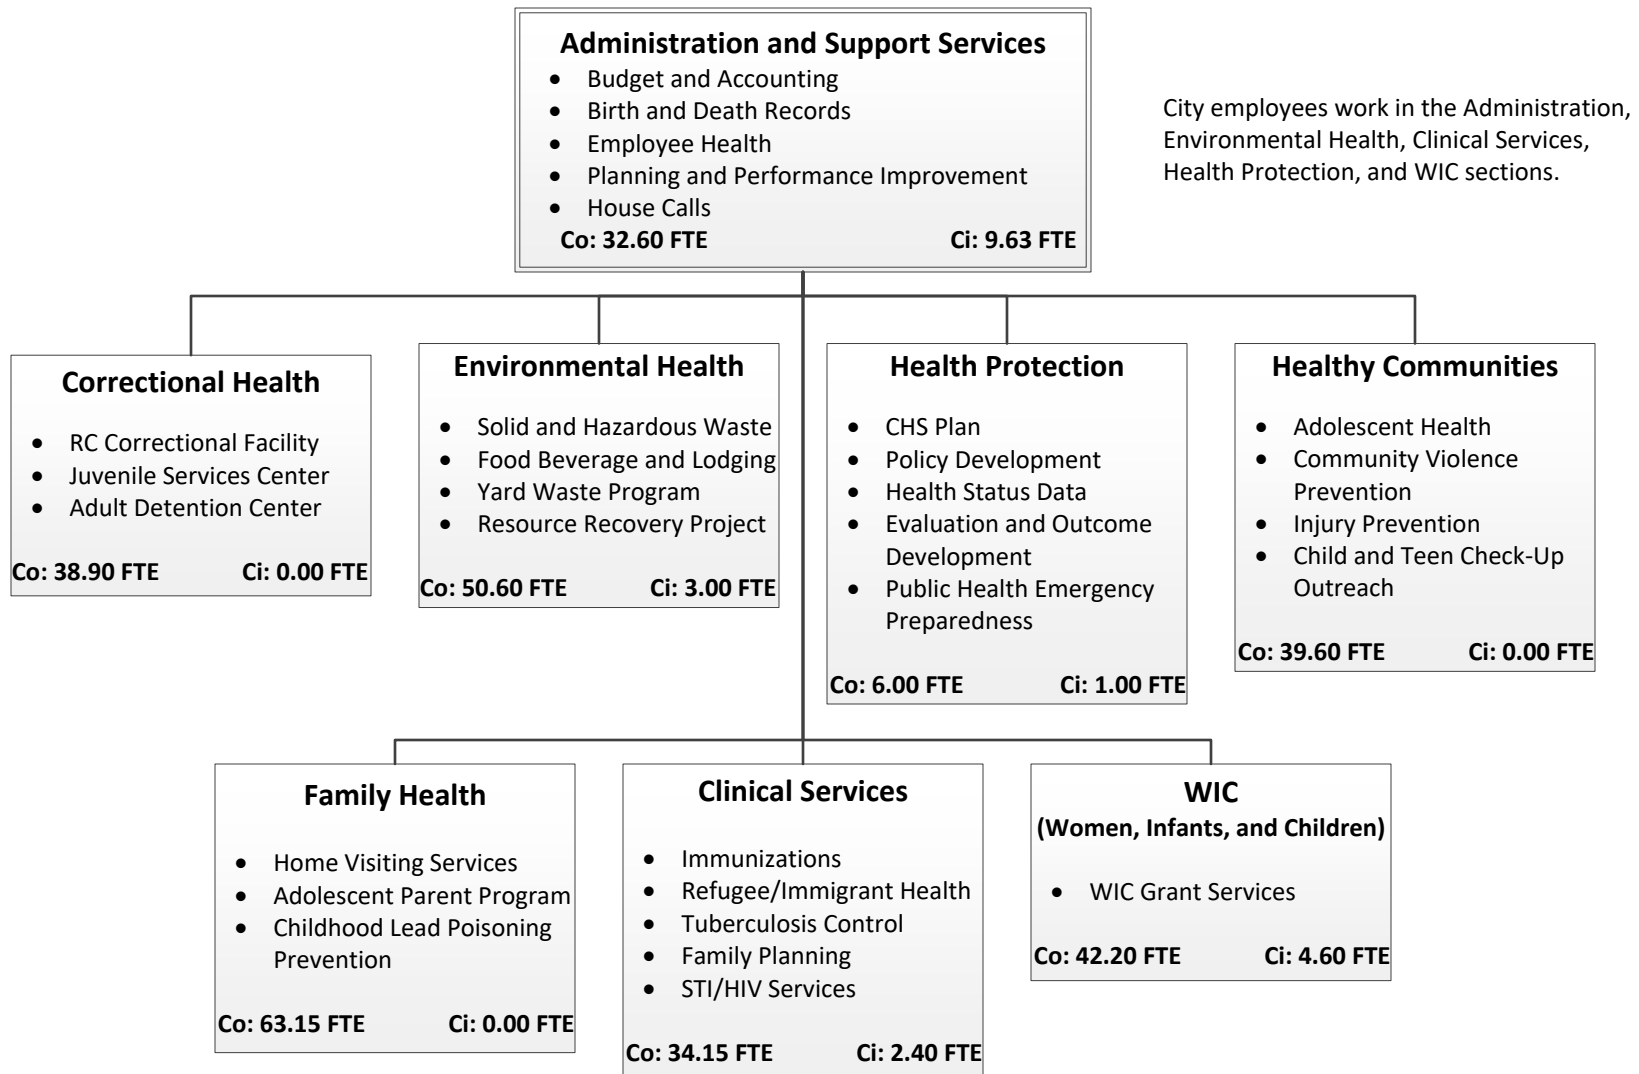 Administration and Support Services
• Budget and Accounting
• Birth and Death Records
• Employee Health
• Planning and Performance Improvement
• House Calls
Co: 32.60 FTE Ci: 9.63 FTE
City employees work in the Administration,
Environmental Health, Clinical Services,
Health Protection, and WIC sections.
Correctional Health
• RC Correctional Facility
• Juvenile Services Center
• Adult Detention Center
Co: 38.90 FTE Ci: 0.00 FTE
Environmental Health
• Solid and Hazardous Waste
• Food Beverage and Lodging
• Yard Waste Program
• Resource Recovery Project
Co: 50.60 FTE Ci: 3.00 FTE
Health Protection
• CHS Plan
• Policy Development
• Health Status Data
• Evaluation and Outcome
Development
• Public Health Emergency
Preparedness
Co: 6.00 FTE Ci: 1.00 FTE
Healthy Communities
• Adolescent Health
• Community Violence
Prevention
• Injury Prevention
• Child and Teen Check-Up
Outreach
Co: 39.60 FTE Ci: 0.00 FTE
Family Health
• Home Visiting Services
• Adolescent Parent Program
• Childhood Lead Poisoning
Prevention
Co: 63.15 FTE Ci: 0.00 FTE
Clinical Services
• Immunizations
• Refugee/Immigrant Health
• Tuberculosis Control
• Family Planning
• STI/HIV Services
Co: 34.15 FTE Ci: 2.40 FTE
WIC
(Women, Infants, and Children)
• WIC Grant Services
Co: 42.20 FTE Ci: 4.60 FTE